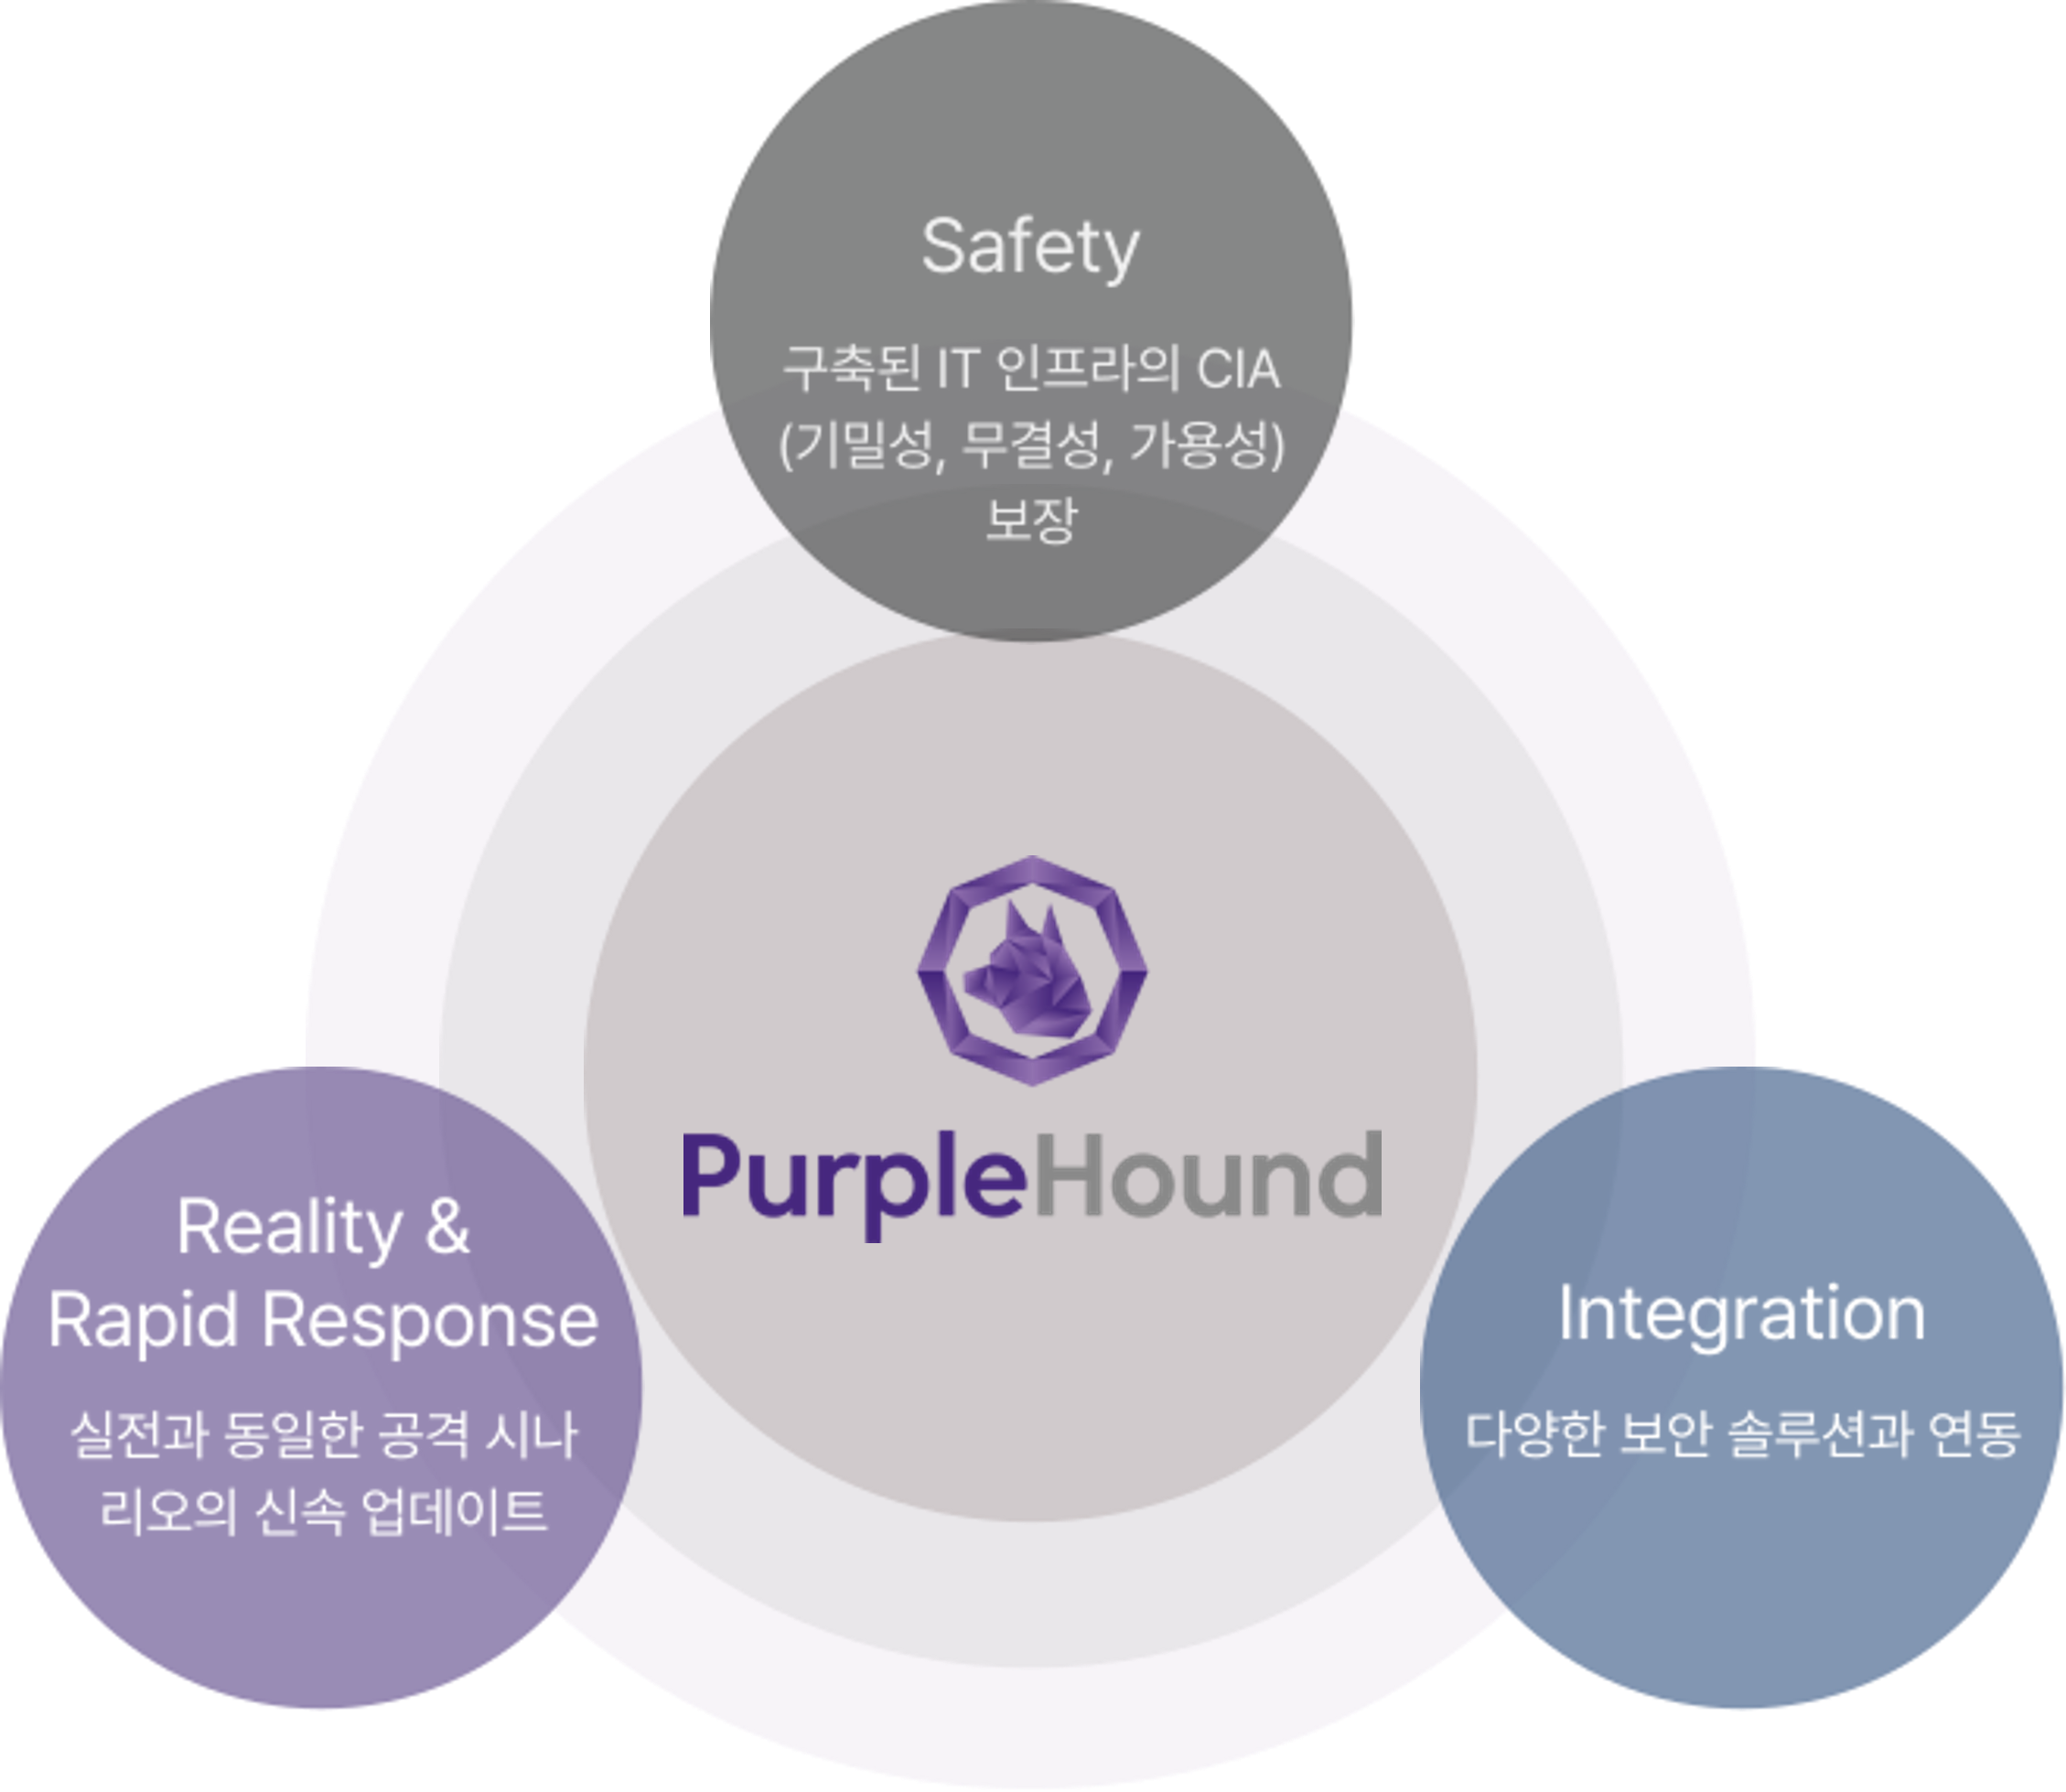 Safety
구축된 IT 인프라의 CIA
(기밀성, 무결성, 가용성)
보장
PurpleHound
Reality &
Rapid Response
실전과 동일한 공격 시나
리오의 신속 업데이트
Integration
다양한 보안 솔루션과 연동